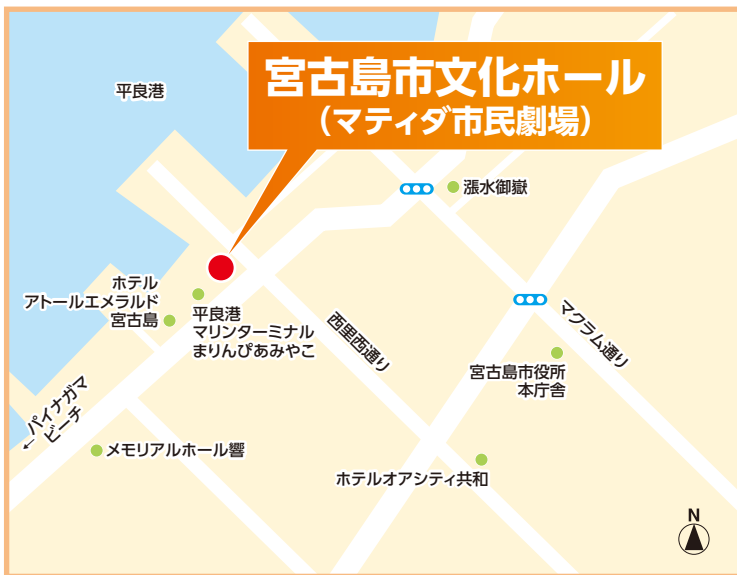 平良港
宮古島市文化ホール
（マティダ市民劇場）
漲水御嶽
ホテル
アトールエメラルド
宮古島
平良港
マリンターミナル
まりんぴあみやこ
西里西通り
マクラム通り
宮古島市役所
本庁舎
←パイナガマ
ビーチ
メモリアルホール響
ホテルオアシティ共和
N